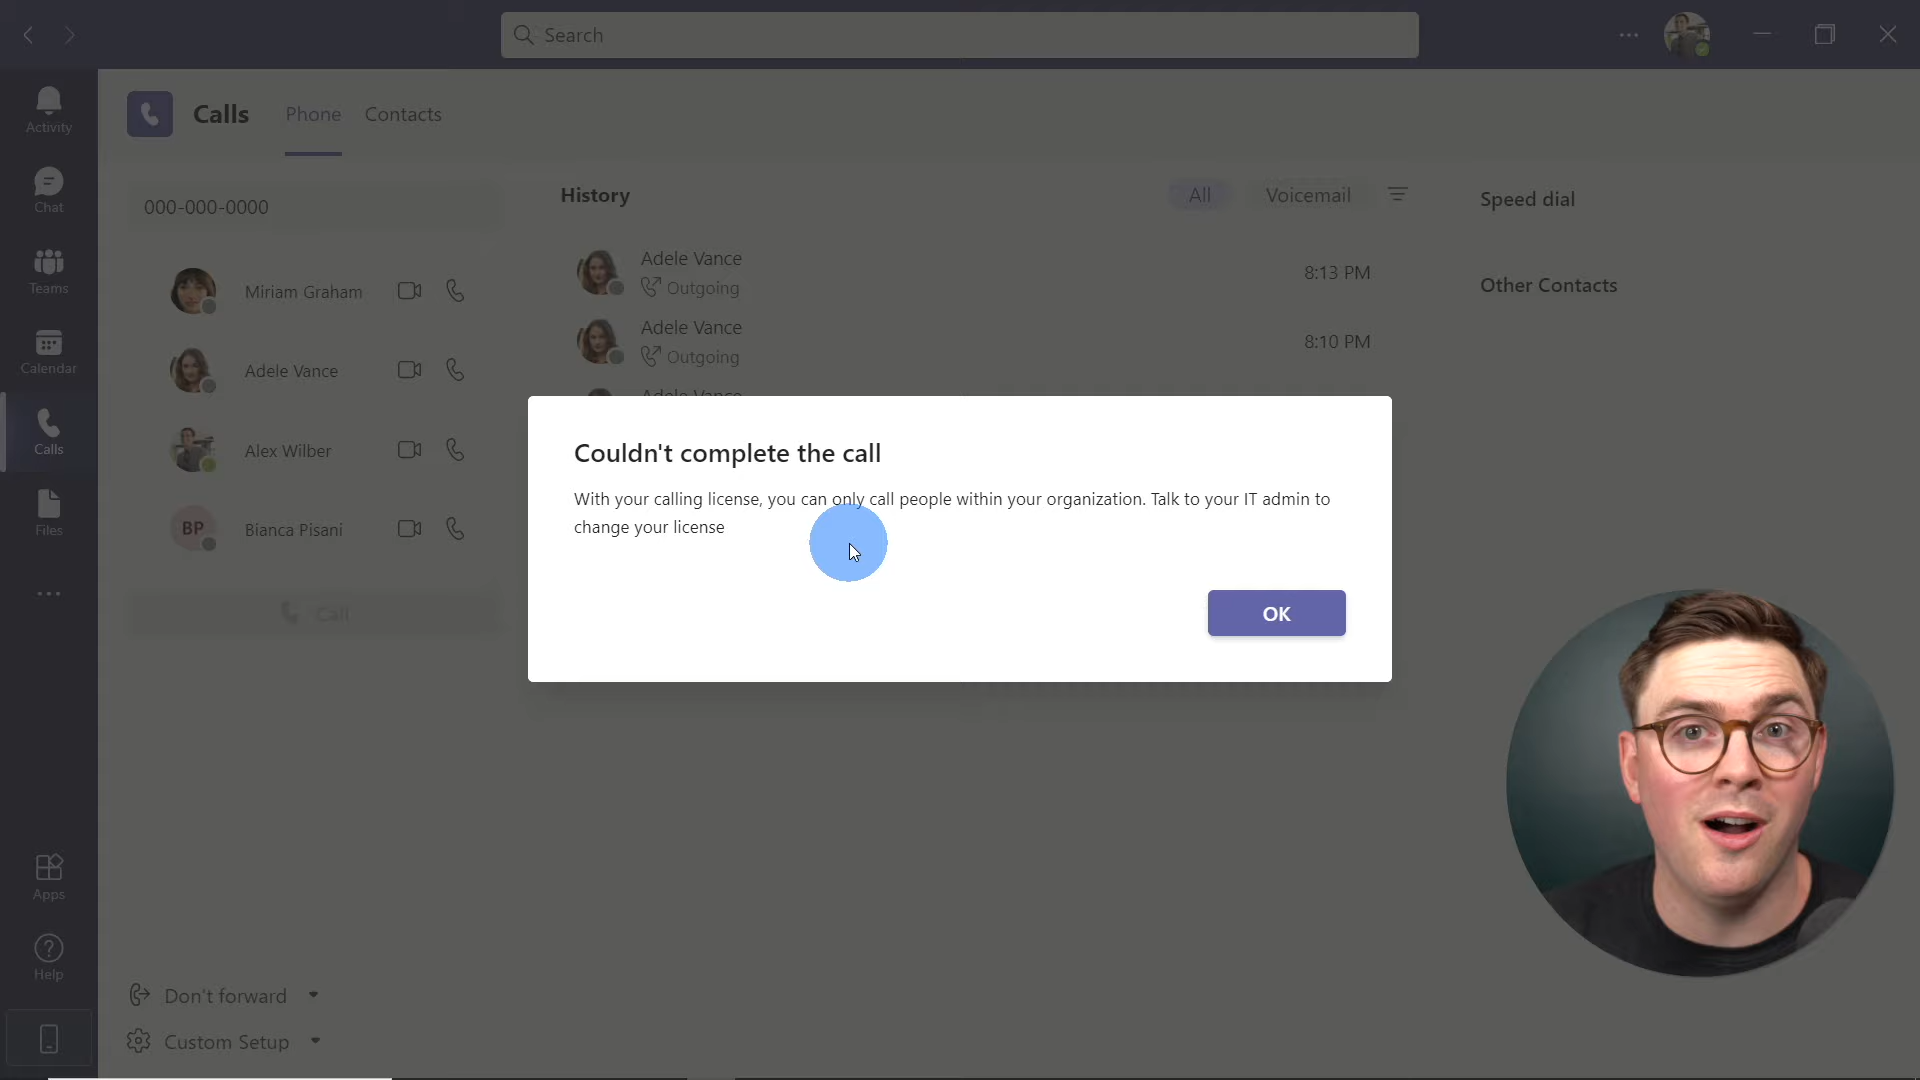 Search
Activity
Chat
Teams
Calendar
Calls
Files
Apps
Help
Calls
Phone
Contacts
000-000-0000
Miriam Graham
Adele Vance
Alex Wilber
BP
Bianca Pisani
Call
Don't forward
Custom Setup
History
All
Voicemail
Adele Vance
Outgoing
8:13 PM
Adele Vance
Outgoing
8:10 PM
Adele Vance
Speed dial
Other Contacts
Couldn't complete the call
With your calling license, you can only call people within your organization. Talk to your IT admin to
change your license
OK